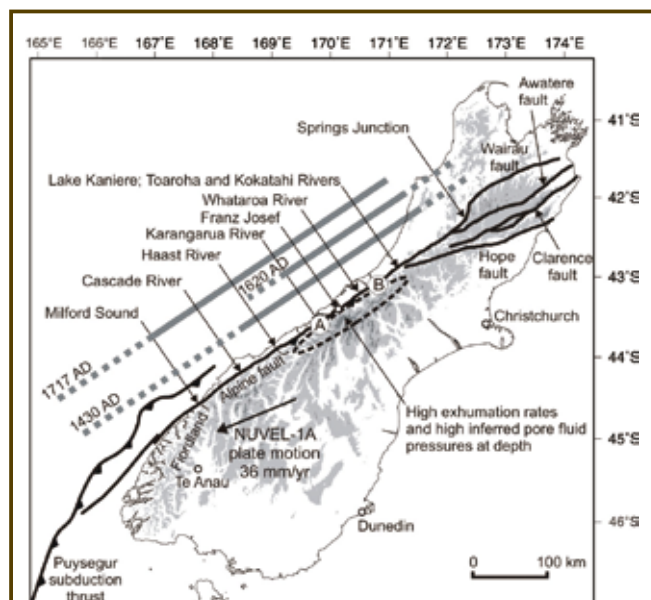 165°E 166°E 167°E 168°E 169°E 170°E 171°E 172°E 173°E 174°E
Awatere
fault
41°S
Springs Junction
Wairau
fault
Lake Kaniere; Toaroha and Kokatahi Rivers
42°S
Whataroa River
Franz Josef
Karangarua River
Haast River
1620 AD
Hope
fault
Clarence
fault
43°S
Cascade River
B
Milford Sound
A
Christchurch
1717 AD
Alpine fault
44°S
1430 AD
High exhumation rates
and high inferred pore fluid
pressures at depth
Fiordland
NUVEL-1A
plate motion
36 mm/yr
45°S
Te Anau
Dunedin
46°S
Puysegur
subduction
thrust
0 100 km